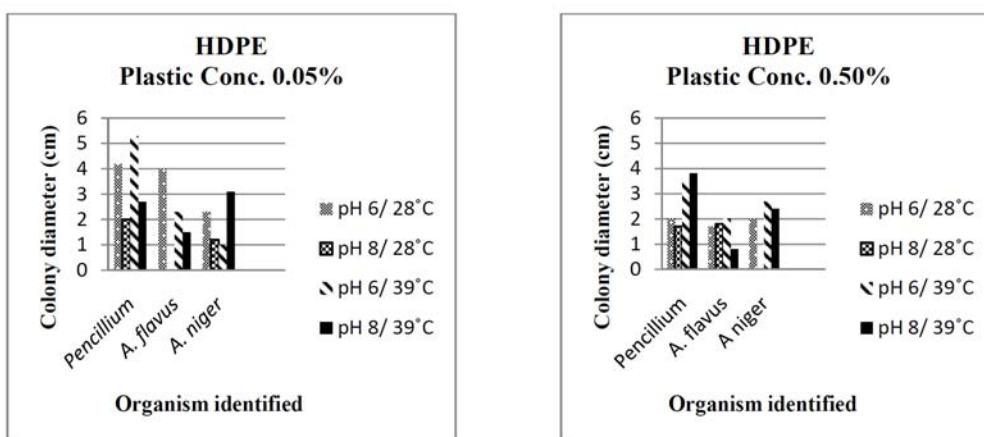 HDPE
Plastic Conc. 0.05%
Colony diameter (cm)
6
5
4
3
2
1
0
Pencillium
A. flavus
A. niger
Organism identified
pH 6/ 28˚C
pH 8/ 28˚C
pH 6/ 39˚C
pH 8/ 39˚C
HDPE
Plastic Conc. 0.50%
Colony diameter (cm)
6
5
4
3
2
1
0
Pencillium
A. flavus
A niger
Organism identified
pH 6/ 28˚C
pH 8/ 28˚C
pH 6/ 39˚C
pH 8/ 39˚C